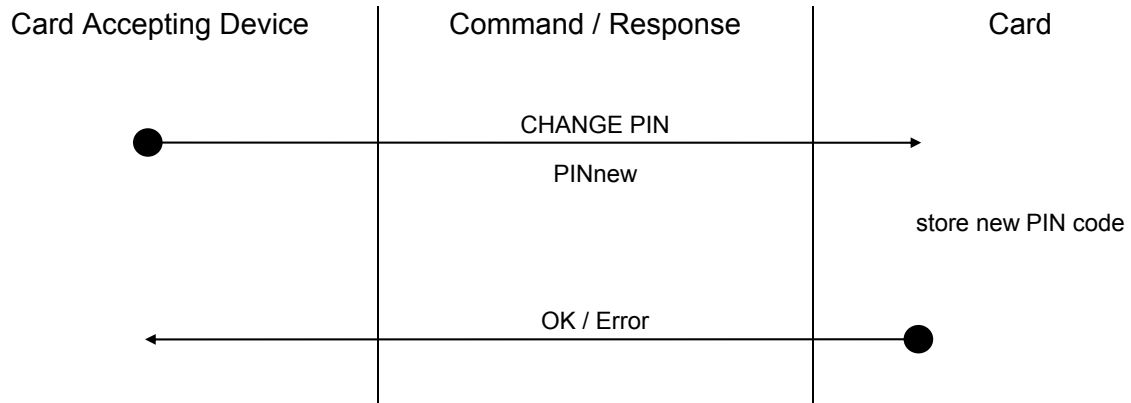 Card Accepting Device
Command / Response
Card
CHANGE PIN
PINnew
store new PIN code
OK / Error